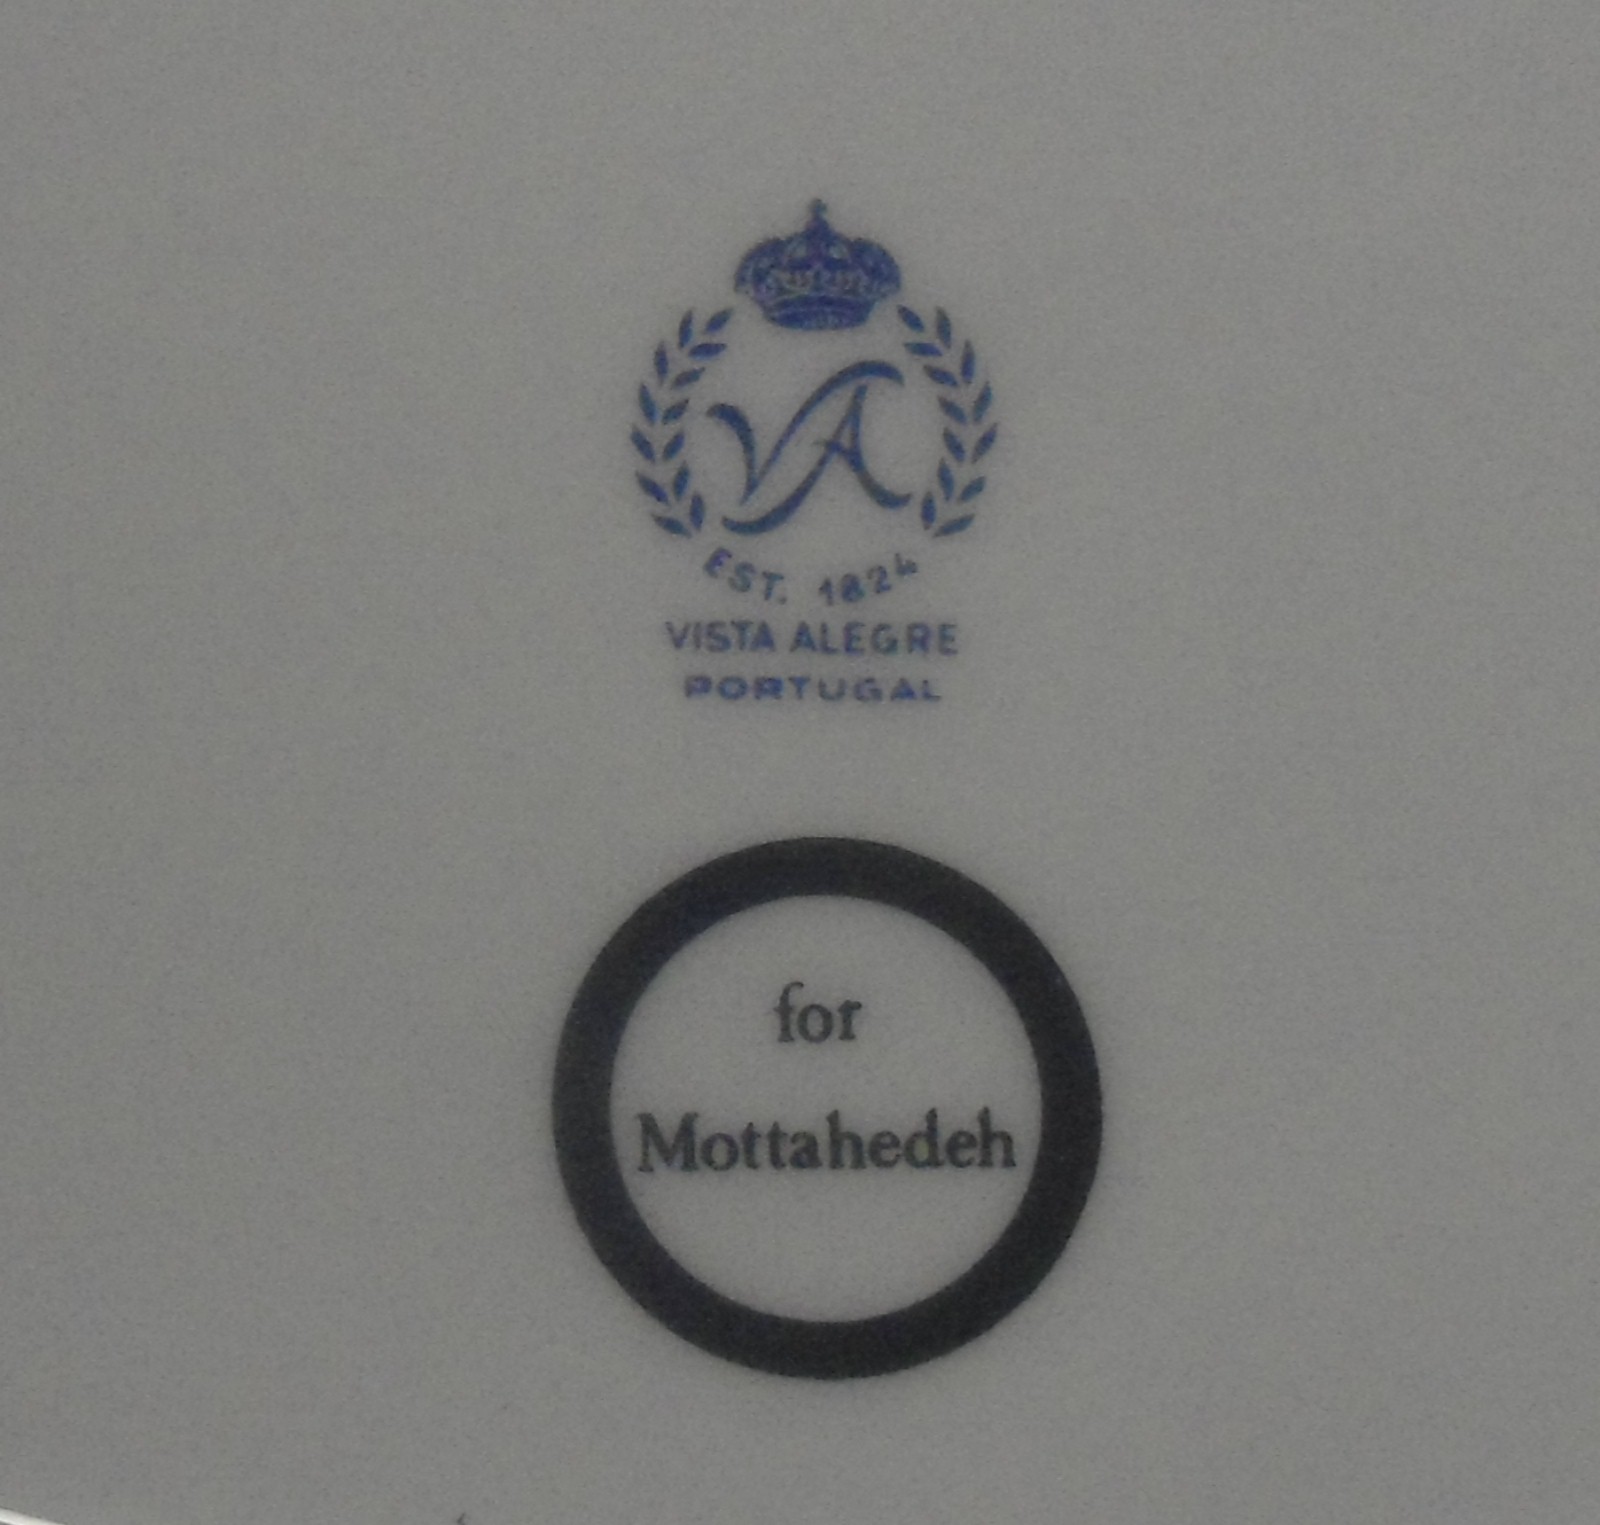 VA
EST. 1824
VISTA ALEGRE
PORTUGAL
for
Mottahedeh